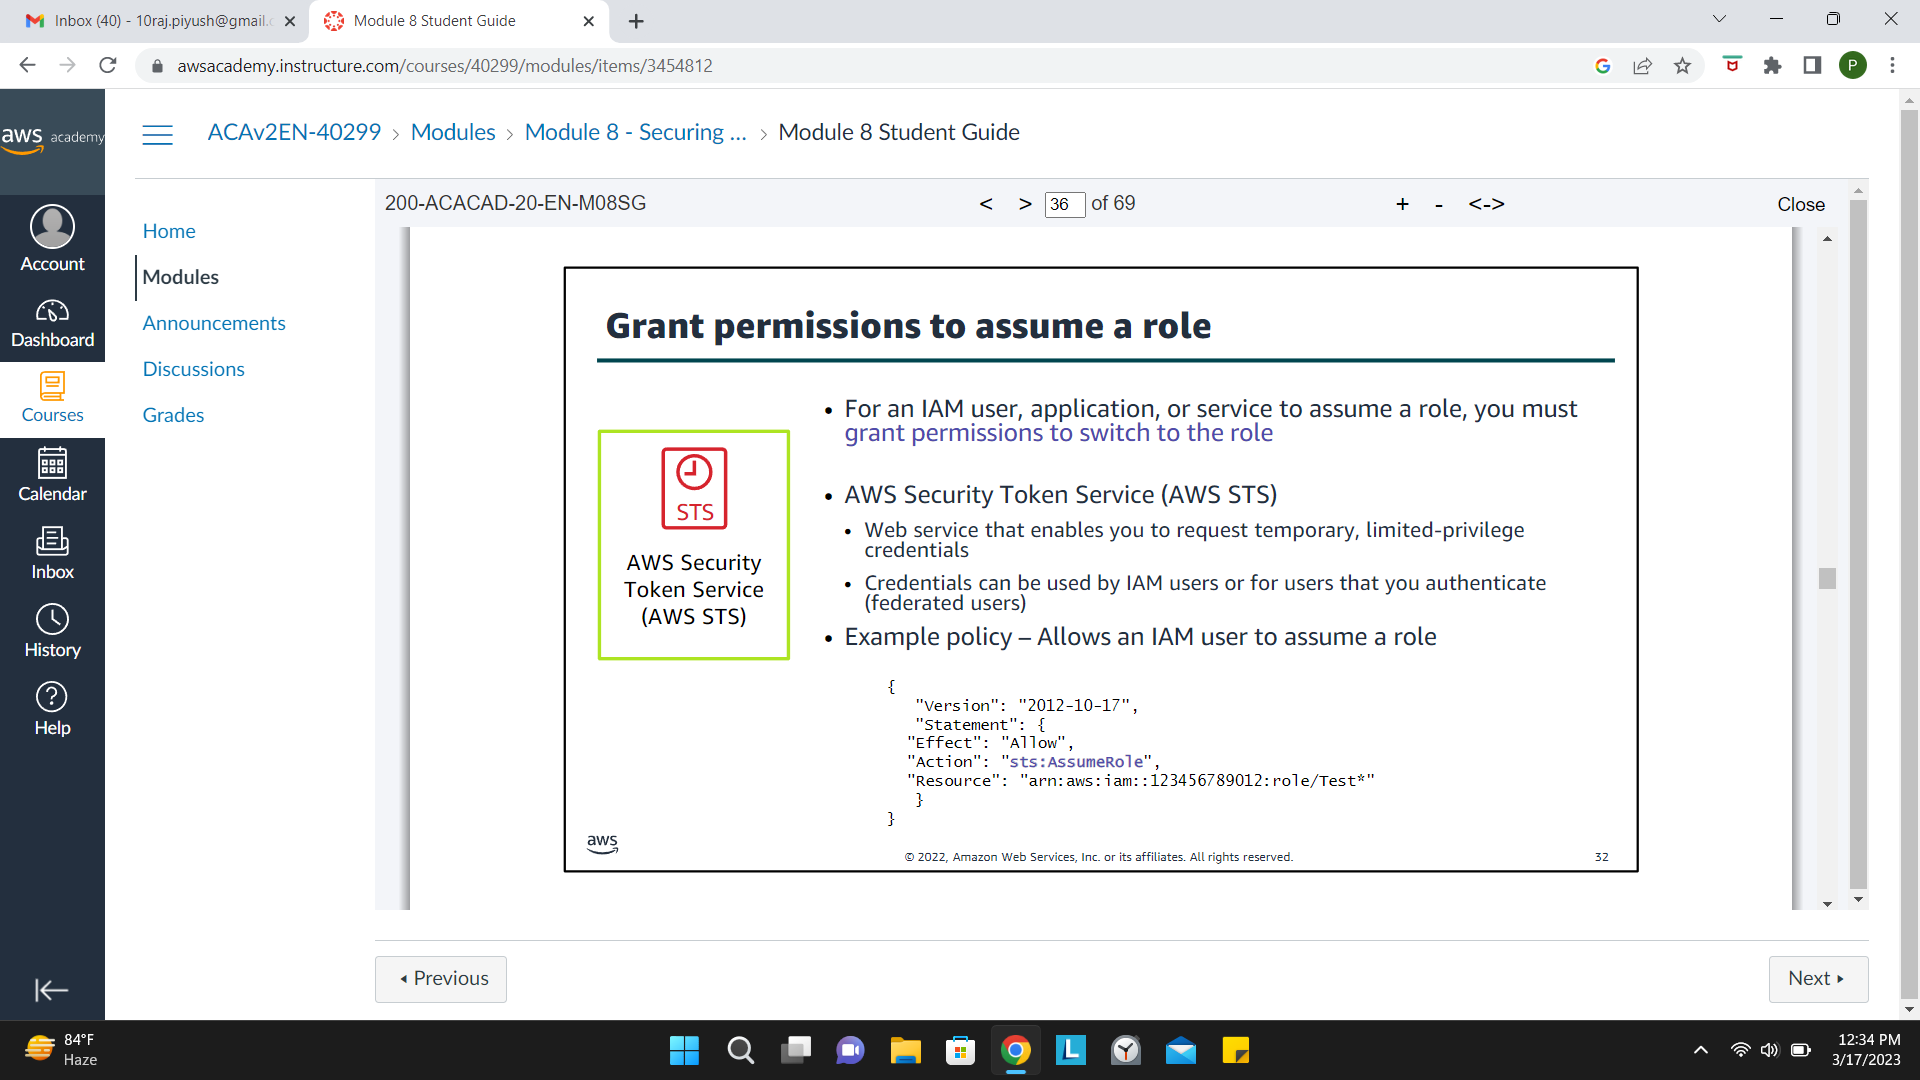 Inbox (40) - 10raj.piyush@gmail.c
Module 8 Student Guide
awsacademy.instructure.com/courses/40299/modules/items/3454812
P
aws academy
ACAv2EN-40299 > Modules > Module 8 - Securing ... > Module 8 Student Guide
Account
Dashboard
Courses
Calendar
Inbox
History
Help
Home
Modules
Announcements
Discussions
Grades
200-ACACAD-20-EN-M08SG
< > 36 of 69
+ - <->
Close
Grant permissions to assume a role
STS
AWS Security
Token Service
(AWS STS)
• For an IAM user, application, or service to assume a role, you must
grant permissions to switch to the role
• AWS Security Token Service (AWS STS)
• Web service that enables you to request temporary, limited-privilege
credentials
• Credentials can be used by IAM users or for users that you authenticate
(federated users)
• Example policy – Allows an IAM user to assume a role
{
"Version": "2012-10-17",
"Statement": {
"Effect": "Allow",
"Action": "sts:AssumeRole",
"Resource": "arn:aws:iam::123456789012:role/Test*"
}
}
aws
© 2022, Amazon Web Services, Inc. or its affiliates. All rights reserved.
32
Previous
Next
84°F
Haze
L
12:34 PM
3/17/2023